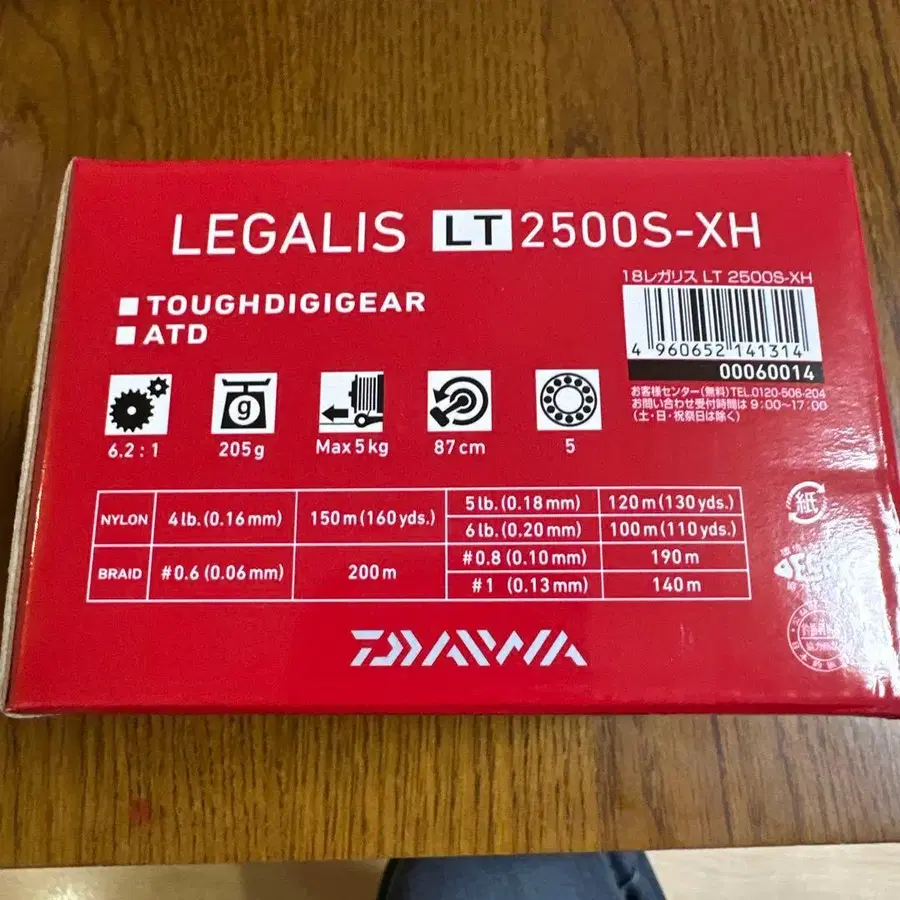 LEGALIS LT 2500S-XH
18レガリス LT 2500S-XH
■ TOUGHDIGIGEAR
■ ATD
4 960652 141314
00060014
お客様センター(無料)TEL.0120-506-204
お問い合わせ受付時間は 9:00~17:00
(土・日・祝祭日は除く)
g
6.2 : 1 205g Max 5 kg 87 cm 5
NYLON 4 lb. (0.16 mm) 150 m (160 yds.) 5 lb. (0.18 mm) 120 m (130 yds.)
6 lb. (0.20 mm) 100 m (110 yds.)
BRAID #0.6 (0.06 mm) 200 m #0.8 (0.10 mm) 190 m
#1 (0.13 mm) 140 m
紙
DAIWA